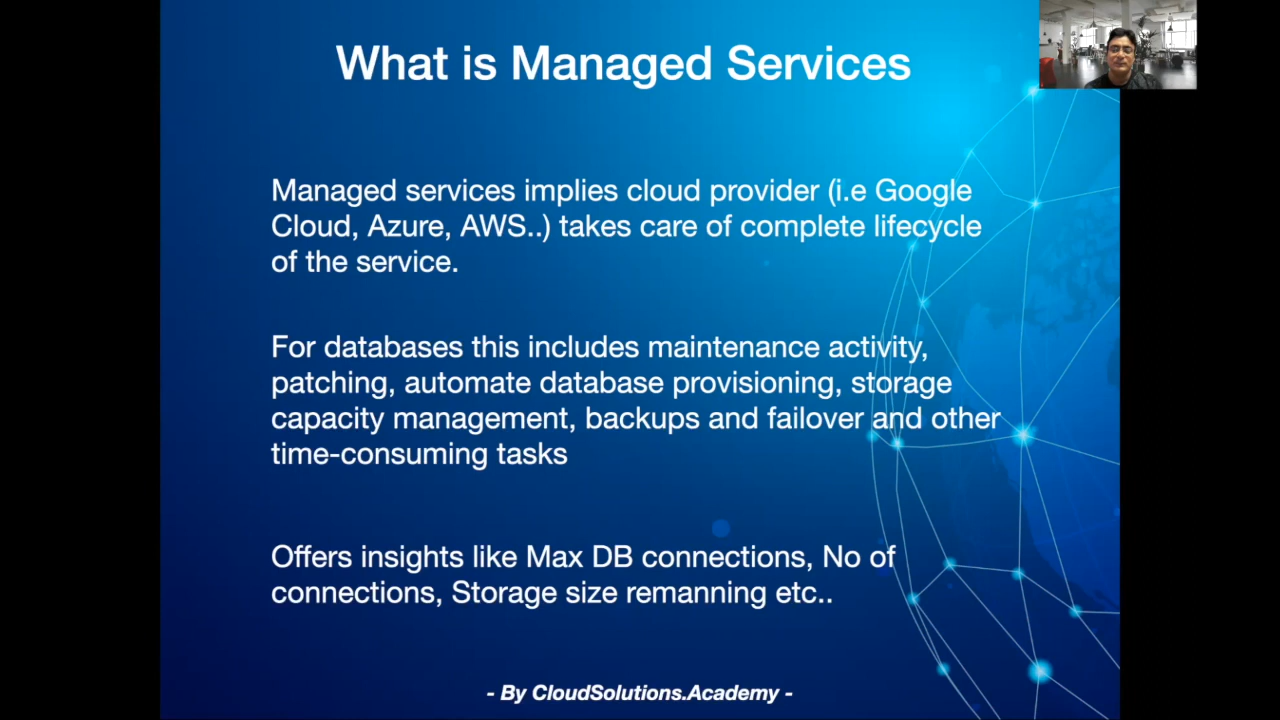 What is Managed Services
Managed services implies cloud provider (i.e Google
Cloud, Azure, AWS..) takes care of complete lifecycle
of the service.
For databases this includes maintenance activity,
patching, automate database provisioning, storage
capacity management, backups and failover and other
time-consuming tasks
Offers insights like Max DB connections, No of
connections, Storage size remanning etc..
- By CloudSolutions.Academy -